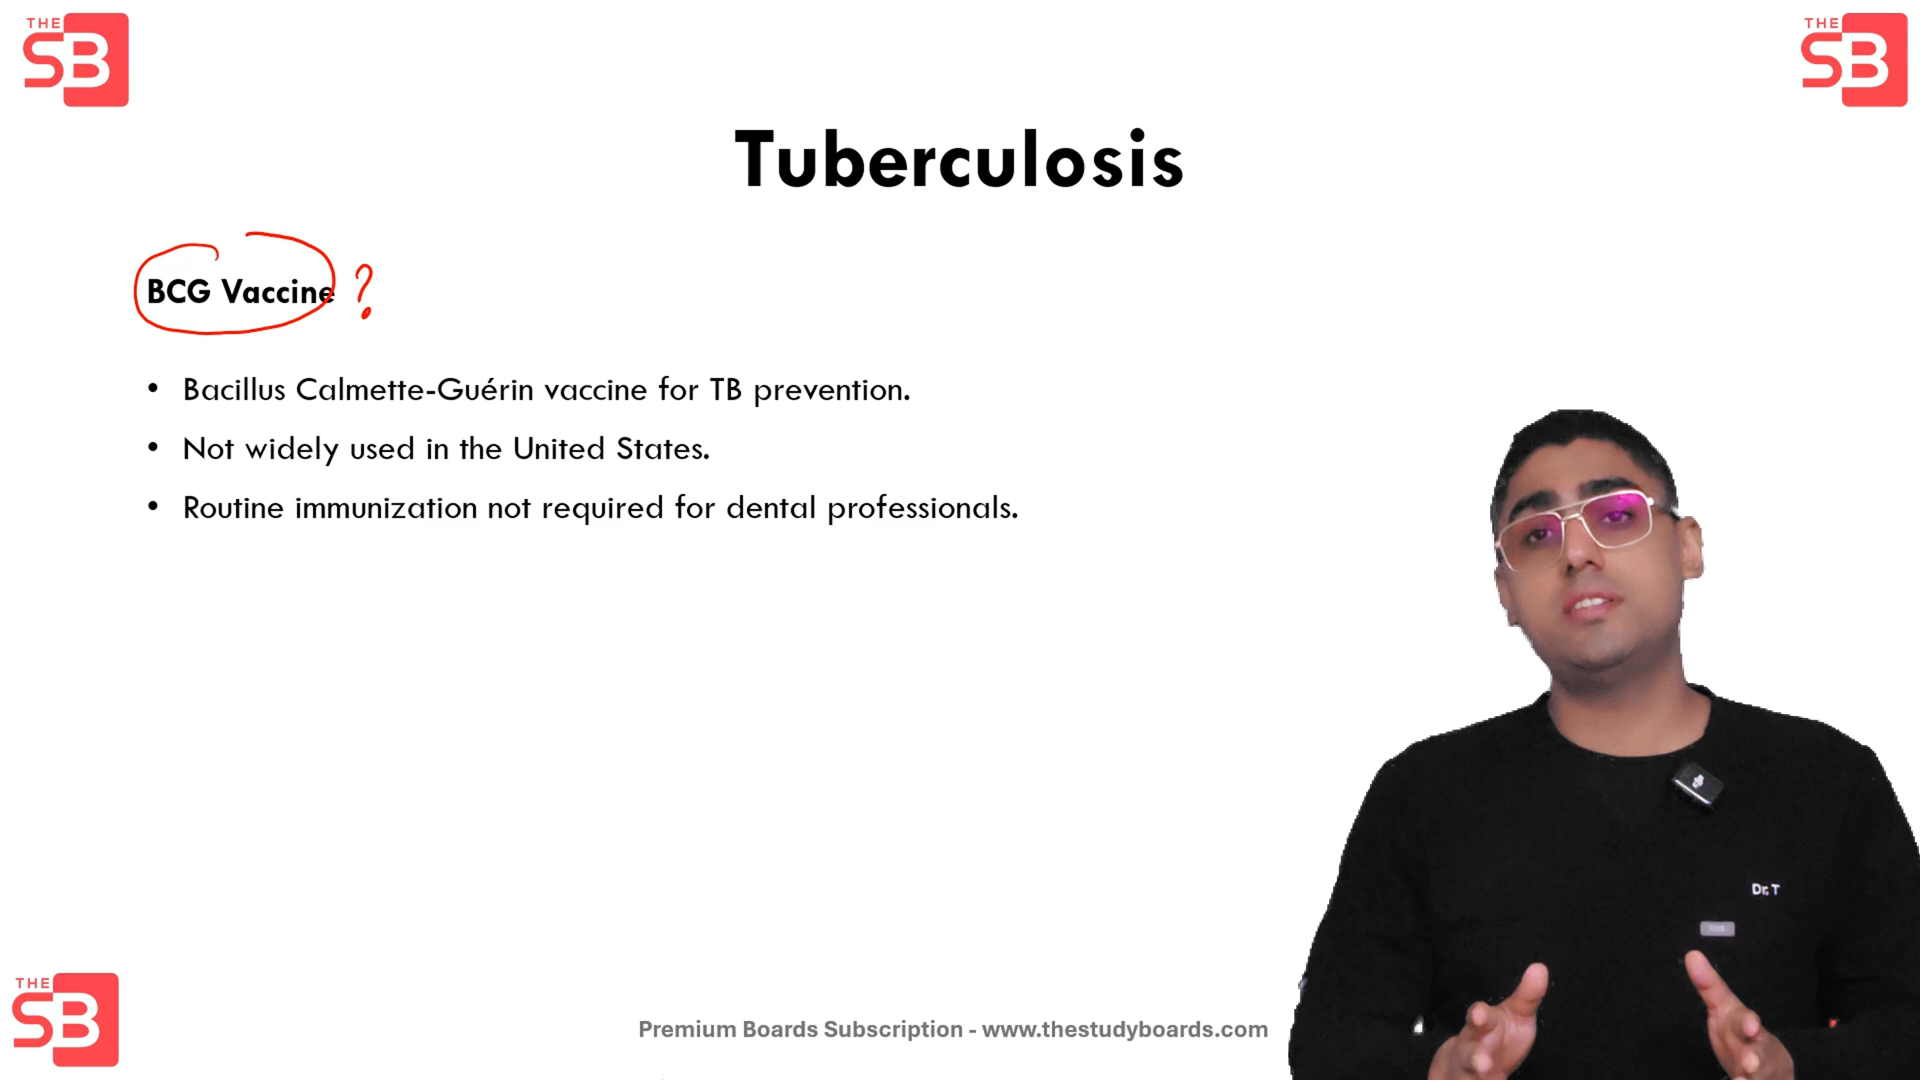 THE
SB
THE
SB
Tuberculosis
BCG Vaccine ?
• Bacillus Calmette-Guérin vaccine for TB prevention.
• Not widely used in the United States.
• Routine immunization not required for dental professionals.
Dr. T
THE
SB
Premium Boards Subscription - www.thestudyboards.com